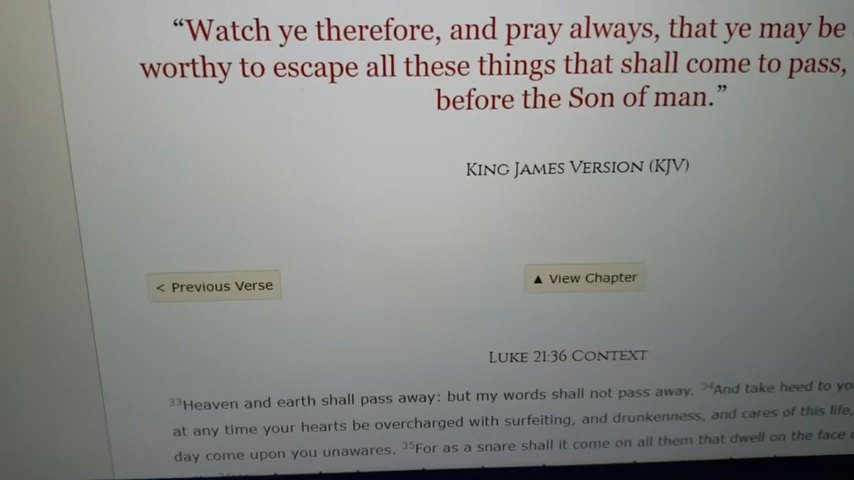 “Watch ye therefore, and pray always, that ye may be
worthy to escape all these things that shall come to pass,
before the Son of man.”
King James Version (KJV)
< Previous Verse
▲ View Chapter
Luke 21:36 Context
33Heaven and earth shall pass away: but my words shall not pass away. 34And take heed to
at any time your hearts be overcharged with surfeiting, and drunkenness, and cares of this life,
day come upon you unawares. 35For as a snare shall it come on all them that dwell on the face